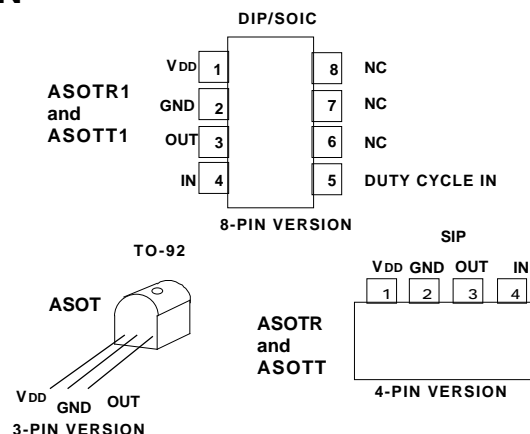 N
DIP/SOIC
ASOTR1
and
ASOTT1
VDD 1
GND 2
OUT 3
IN 4
8 NC
7 NC
6 NC
5 DUTY CYCLE IN
8-PIN VERSION
TO-92
ASOT
VDD GND OUT
3-PIN VERSION
SIP
VDD GND OUT IN
1 2 3 4
ASOTR
and
ASOTT
4-PIN VERSION